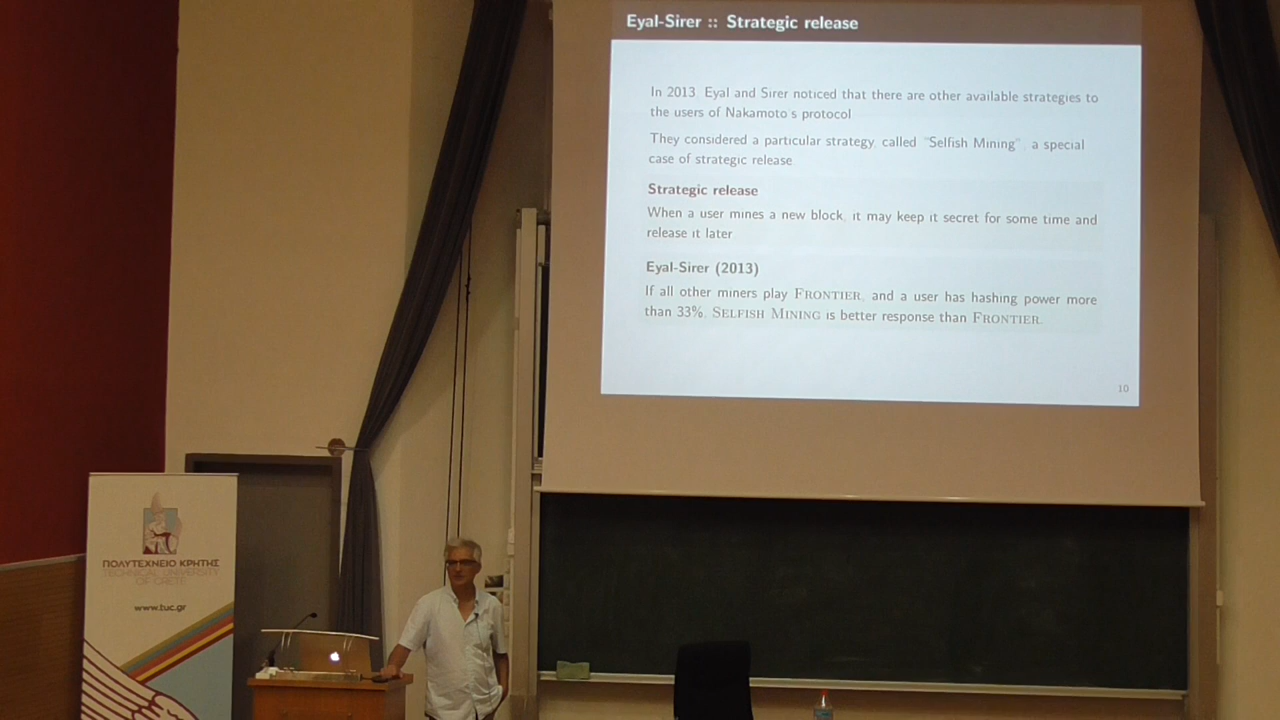 Eyal-Sirer :: Strategic release
In 2013 Eyal and Sirer noticed that there are other available strategies to
the users of Nakamoto's protocol
They considered a particular strategy, called "Selfish Mining", a special
case of strategic release
Strategic release
When a user mines a new block, it may keep it secret for some time and
release it later
Eyal-Sirer (2013)
If all other miners play FRONTIER, and a user has hashing power more
than 33%, SELFISH MINING is better response than FRONTIER.
10
ΠΟΛΥΤΕΧΝΕΙΟ ΚΡΗΤΗΣ
TECHNICAL UNIVERSITY
OF CRETE
www.tuc.gr